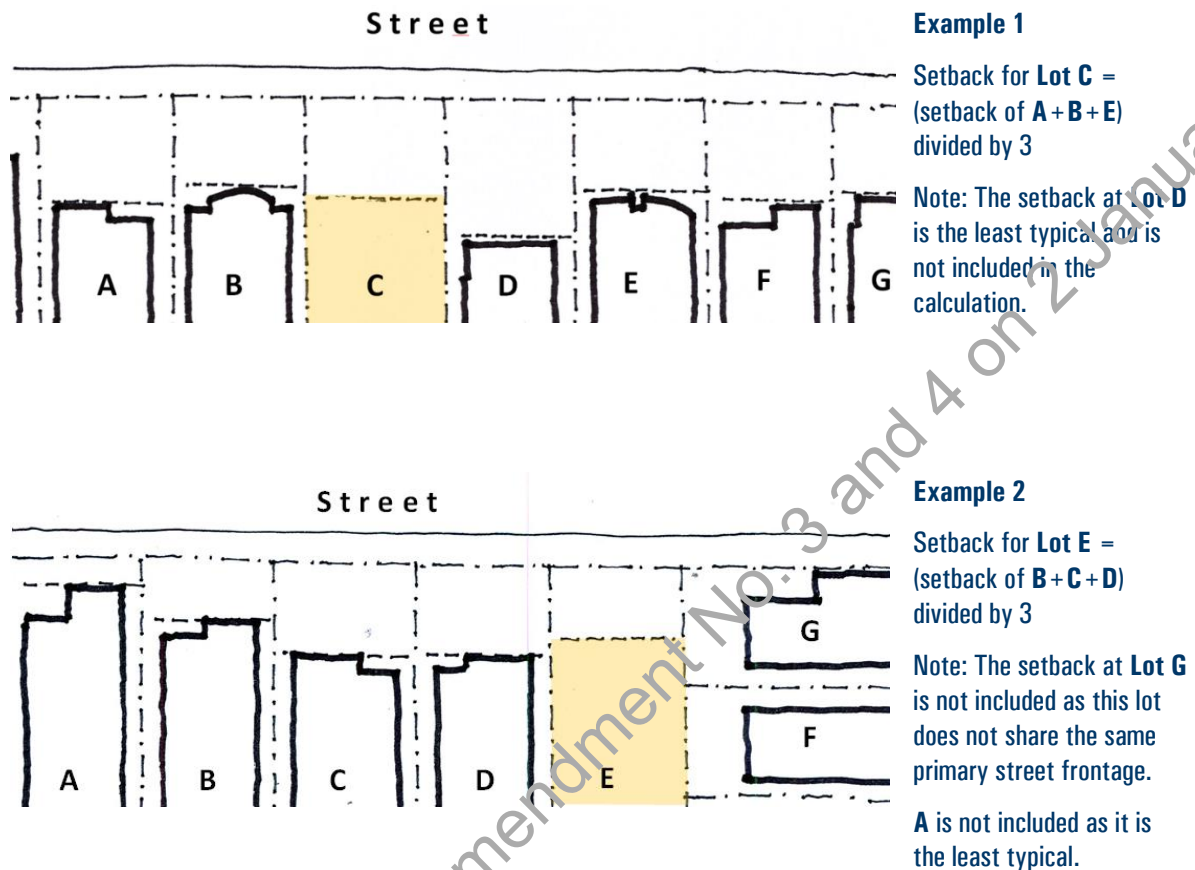 Street
A
B
C
D
E
F
G
Example 1
Setback for Lot C =
(setback of A+B+E)
divided by 3
Note: The setback at Lot D
is the least typical and is
not included in the
calculation.
Street
A
B
C
D
E
G
F
Example 2
Setback for Lot E =
(setback of B+C+D)
divided by 3
Note: The setback at Lot G
is not included as this lot
does not share the same
primary street frontage.
A is not included as it is
the least typical.
No. 3 and 4 on 2